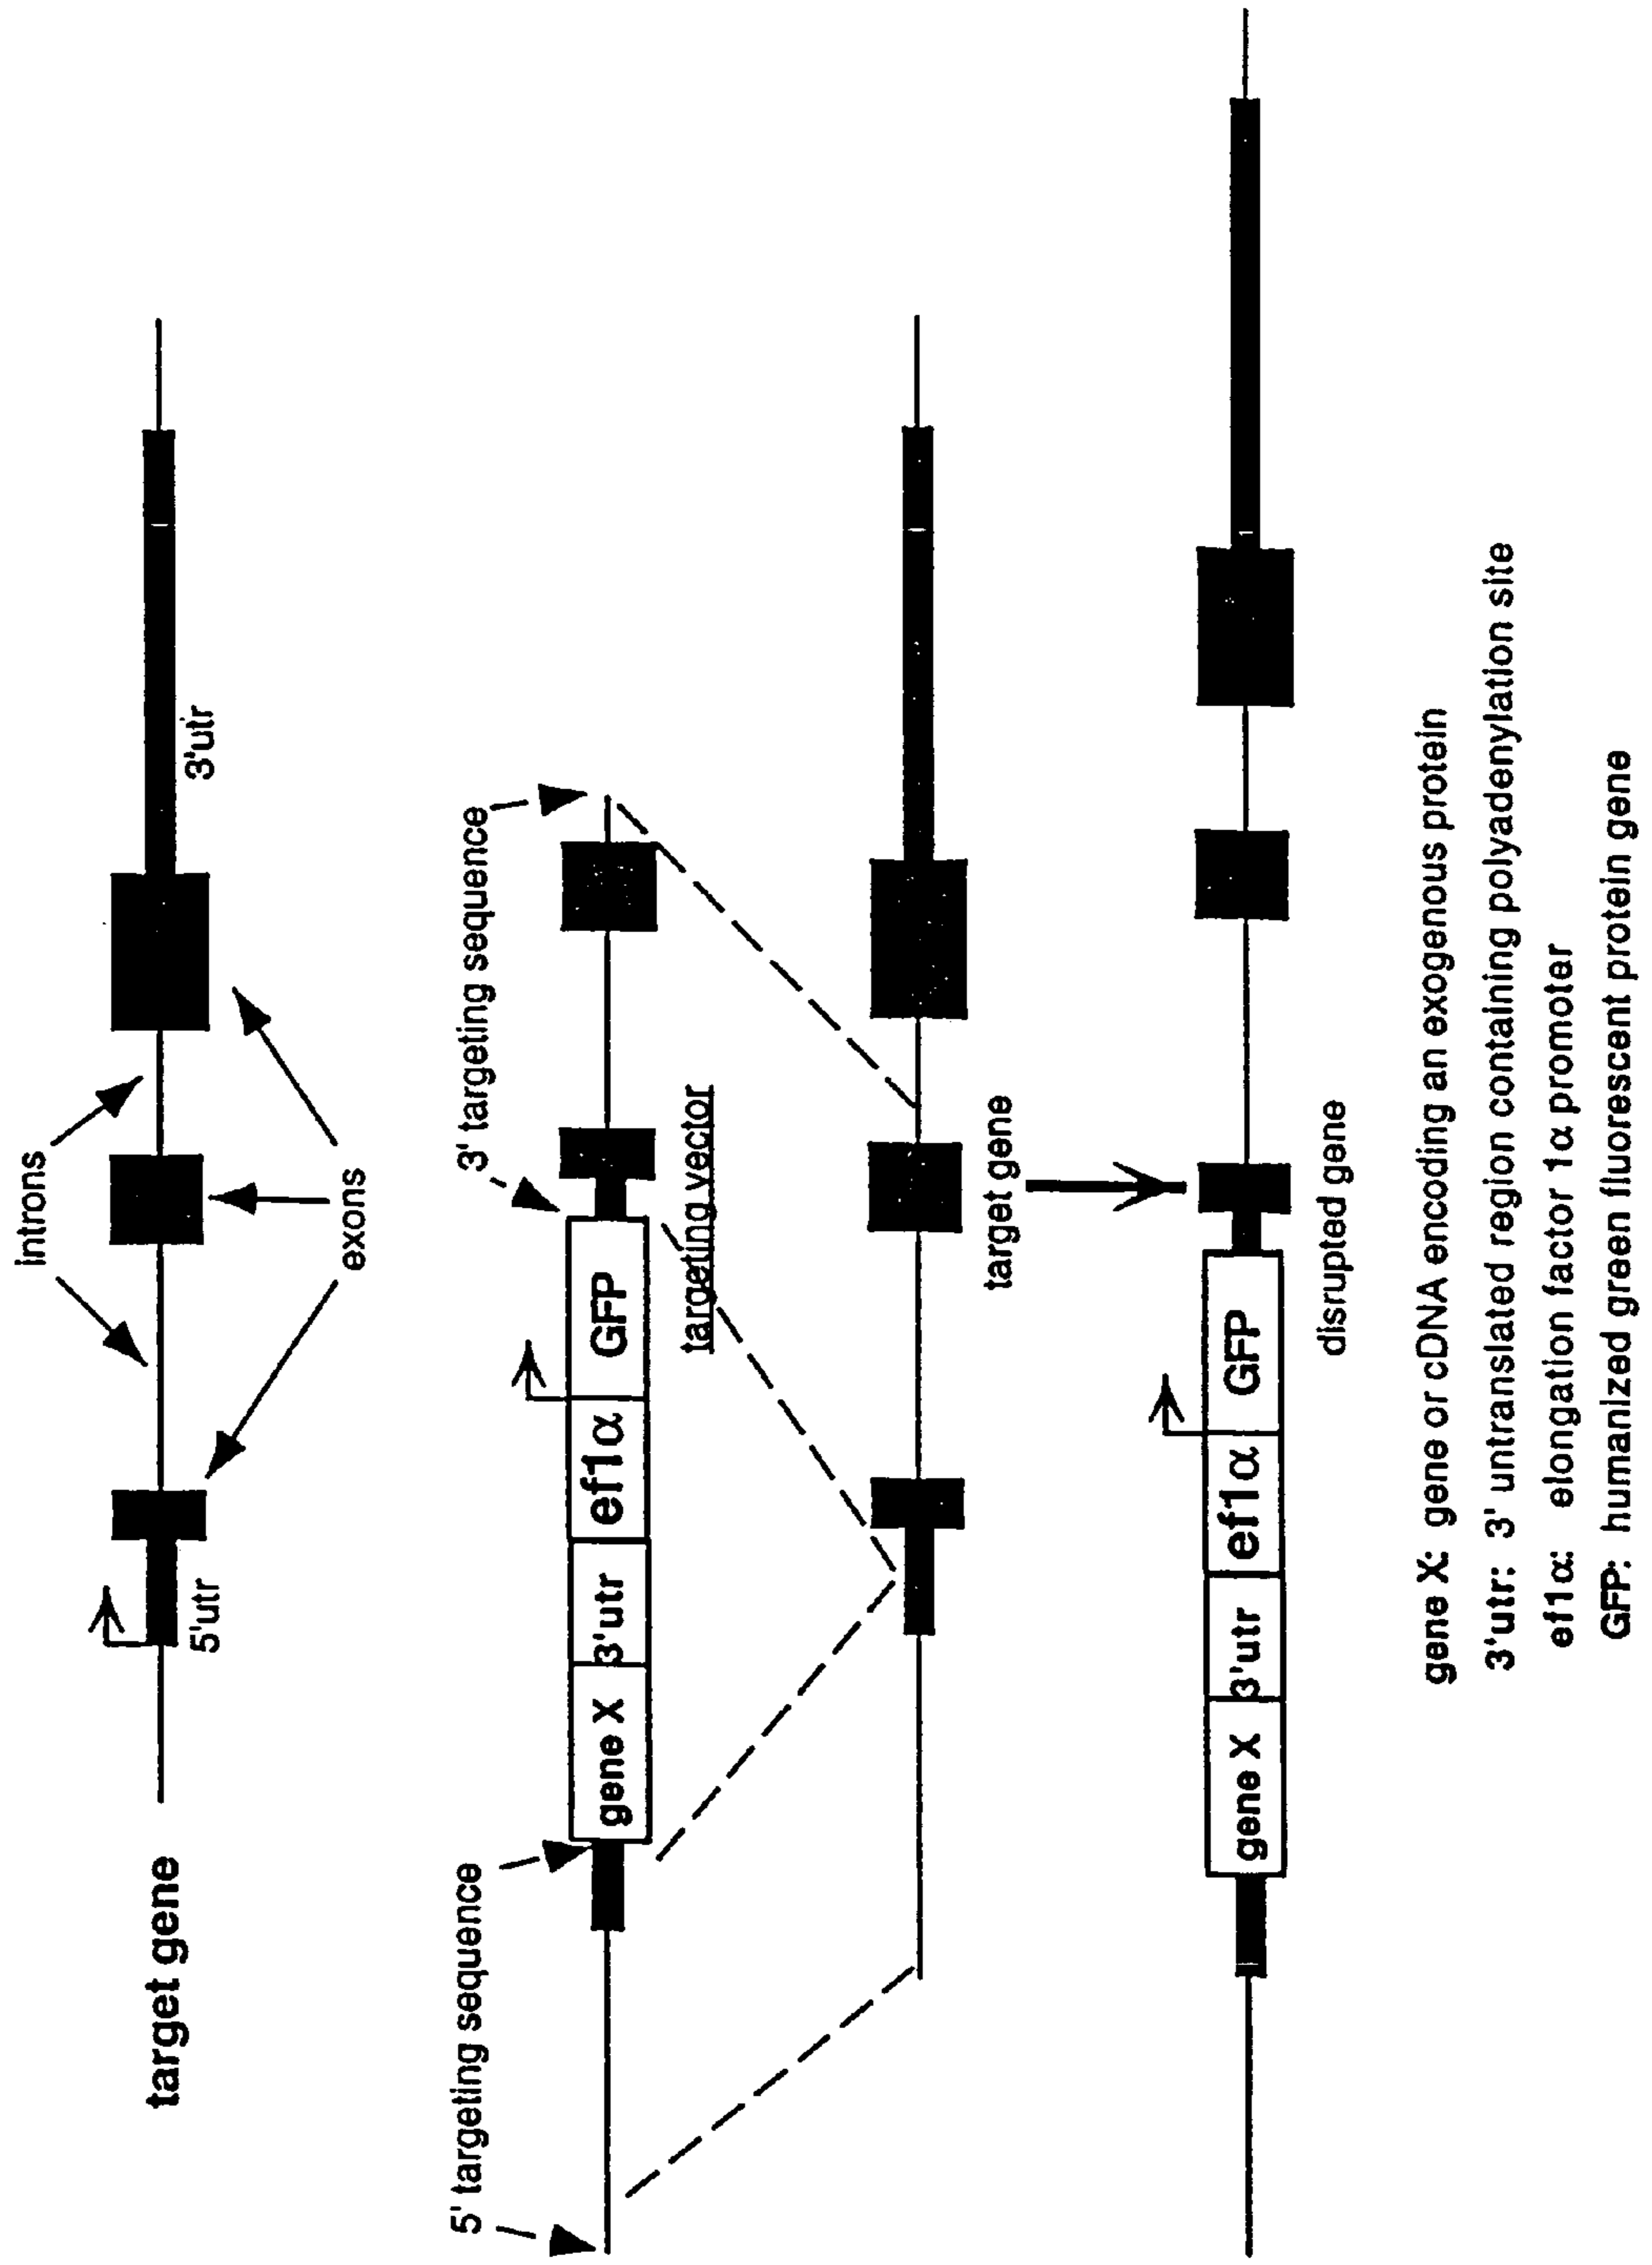 target gene
introns
5'utr
3'utr
exons
5' targeting sequence
3' targeting sequence
gene X
3'utr
ef1α
GFP
targeting vector
target gene
gene X
3'utr
ef1α
GFP
disrupted gene
gene X: gene or cDNA encoding an exogenous protein
3'utr: 3' untranslated region containing polyadenylation site
ef1α: elongation factor 1α promoter
GFP: humanized green fluorescent protein gene